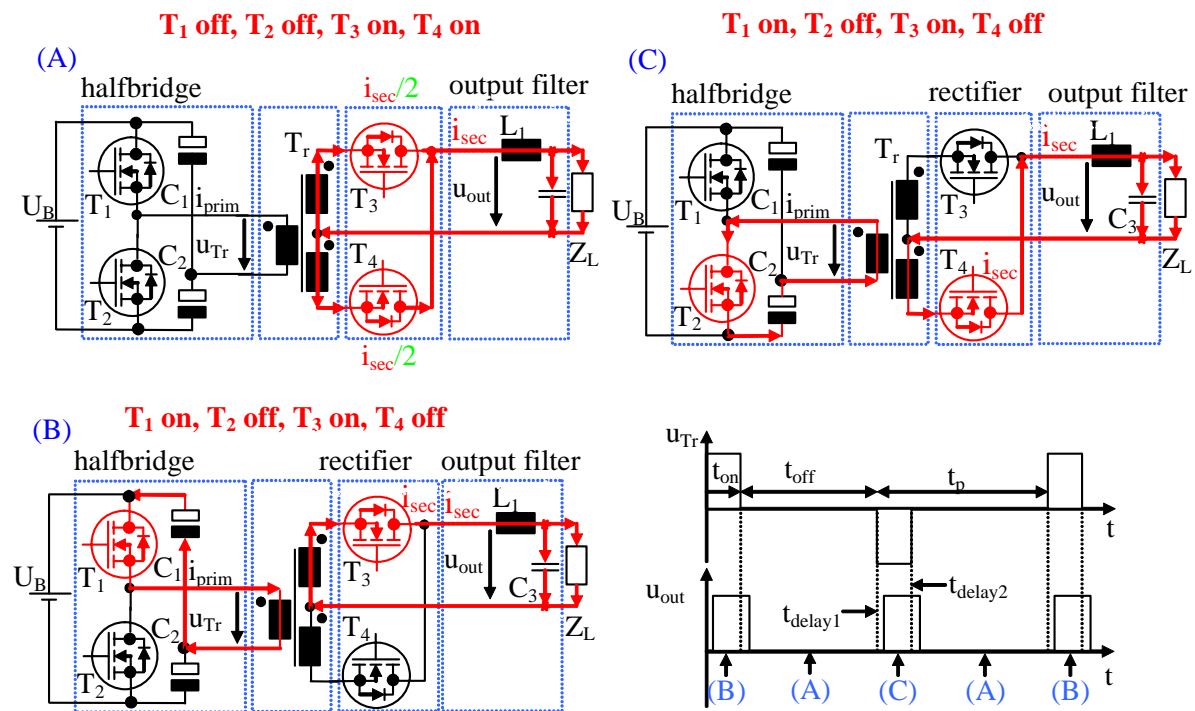 T1 off, T2 off, T3 on, T4 on
(A)
halfbridge
isec/2
output filter
Tr
isec
L1
UB
T1
C1
iprim
T3
uout
uTr
C2
T4
ZL
T2
isec/2
T1 on, T2 off, T3 on, T4 off
(C)
halfbridge
rectifier
output filter
Tr
isec
L1
UB
T1
C1
iprim
T3
uout
C3
uTr
C2
T4
isec
ZL
T2
T1 on, T2 off, T3 on, T4 off
(B)
halfbridge
rectifier
output filter
isec
isec
L1
UB
T1
C1
iprim
T3
uout
C3
uTr
C2
T4
ZL
T2
uTr
ton
toff
tp
t
uout
tdelay1
tdelay2
t
(B)
(A)
(C)
(A)
(B)